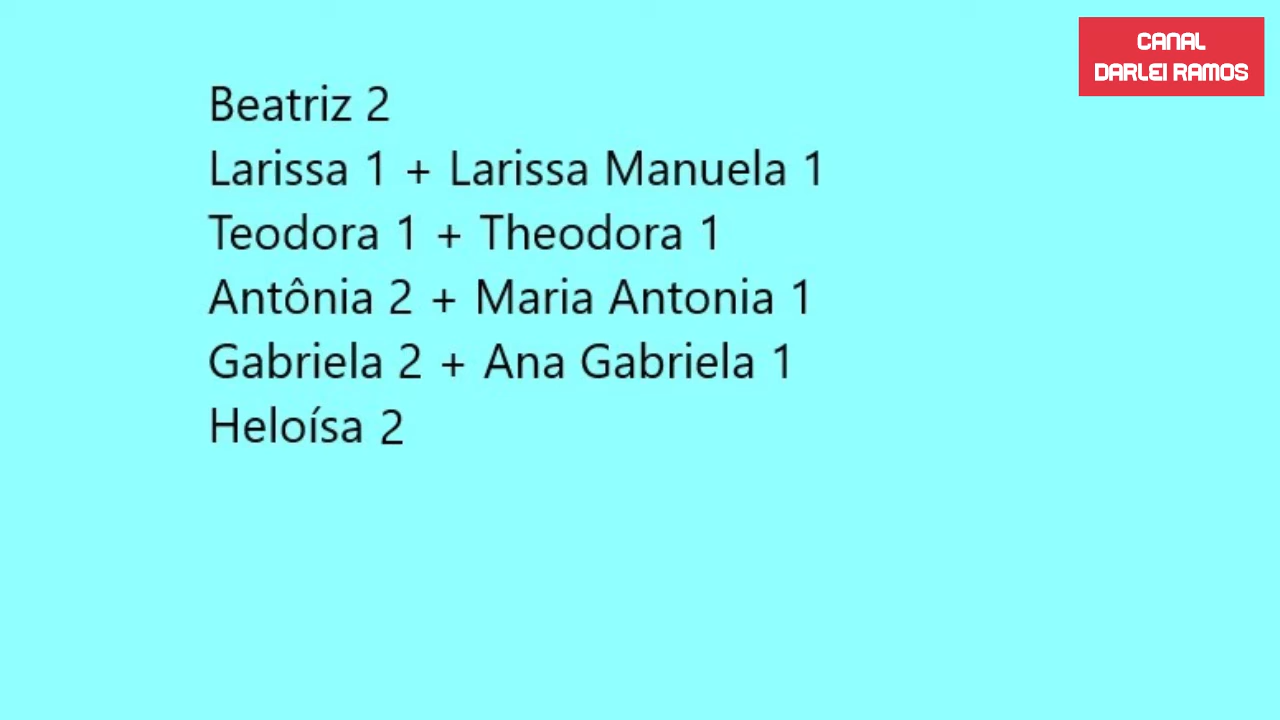 CANAL
DARLEI RAMOS
Beatriz 2
Larissa 1 + Larissa Manuela 1
Teodora 1 + Theodora 1
Antônia 2 + Maria Antonia 1
Gabriela 2 + Ana Gabriela 1
Heloísa 2